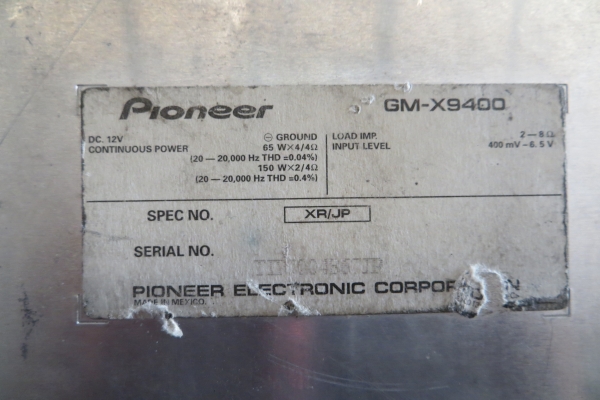 Pioneer
GM-X9400
DC. 12V
⊖ GROUND
CONTINUOUS POWER
65 W×4/4Ω
(20 — 20,000 Hz THD =0.04%)
150 W×2/4Ω
(20 — 20,000 Hz THD =0.4%)
LOAD IMP.
2 — 8Ω
INPUT LEVEL
400 mV - 6. 5 V
SPEC NO.
XR/JP
SERIAL NO.
PIONEER ELECTRONIC
MADE IN MEXICO.